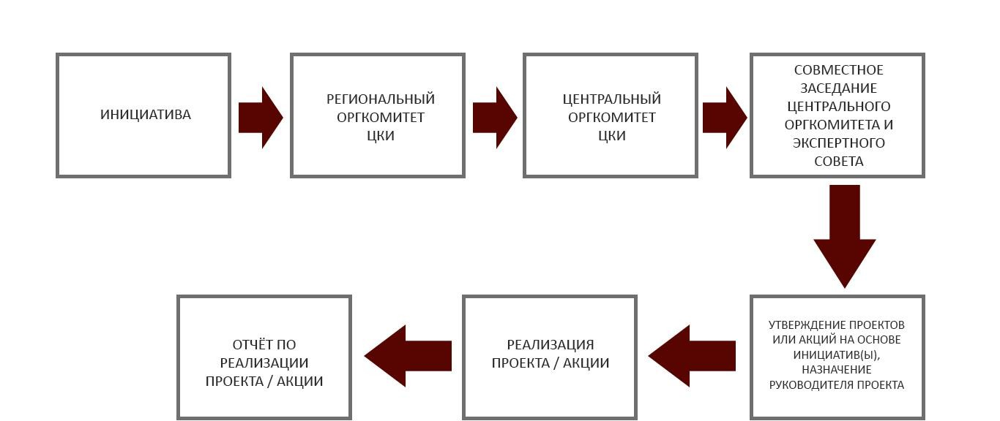 ИНИЦИАТИВА
РЕГИОНАЛЬНЫЙ
ОРГКОМИТЕТ
ЦКИ
ЦЕНТРАЛЬНЫЙ
ОРГКОМИТЕТ
ЦКИ
СОВМЕСТНОЕ
ЗАСЕДАНИЕ
ЦЕНТРАЛЬНОГО
ОРГКОМИТЕТА И
ЭКСПЕРТНОГО
СОВЕТА
УТВЕРЖДЕНИЕ ПРОЕКТОВ
ИЛИ АКЦИЙ НА ОСНОВЕ
ИНИЦИАТИВ(Ы),
НАЗНАЧЕНИЕ
РУКОВОДИТЕЛЯ ПРОЕКТА
РЕАЛИЗАЦИЯ
ПРОЕКТА / АКЦИИ
ОТЧЁТ ПО
РЕАЛИЗАЦИИ
ПРОЕКТА / АКЦИИ